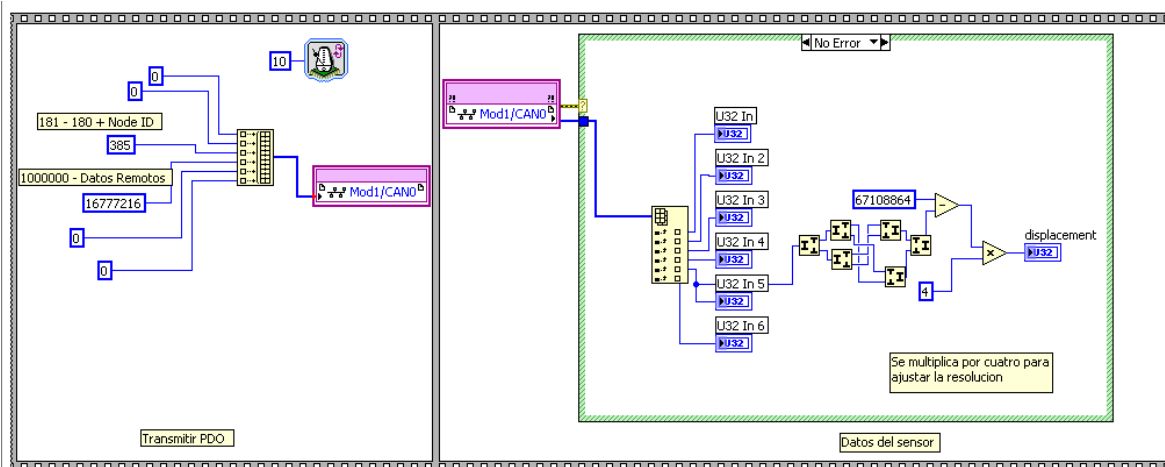 10
0
0
181 - 180 + Node ID
385
1000000 - Datos Remotos
16777216
0
0
Mod1/CAN0
Transmitir PDO
No Error
Mod1/CAN0
U32 In
U32
U32 In 2
U32
U32 In 3
U32
U32 In 4
U32
U32 In 5
U32
U32 In 6
U32
67108864
4
displacement
U32
Se multiplica por cuatro para
ajustar la resolucion
Datos del sensor